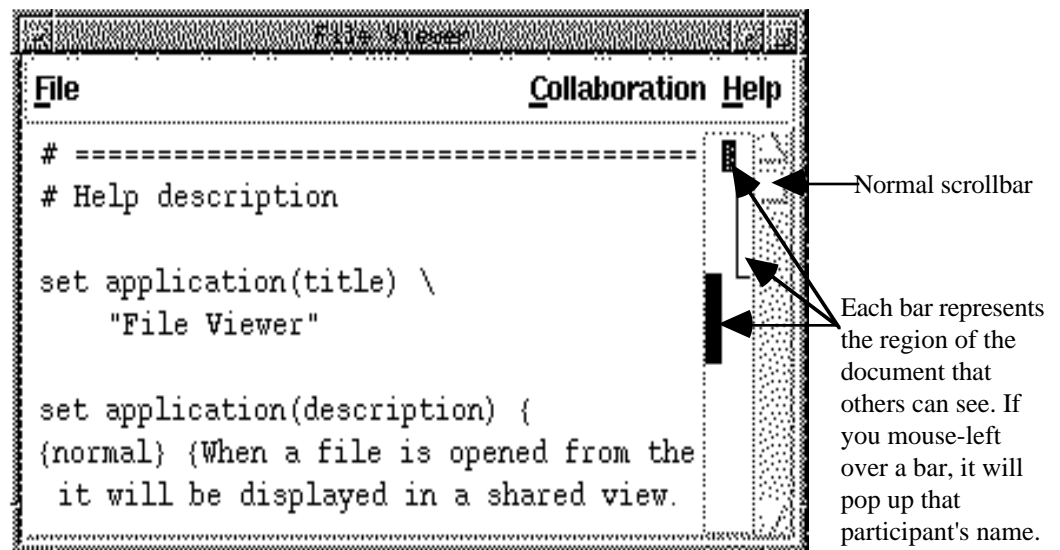 File Viewer
File Collaboration Help
# ======================================
# Help description
set application(title) \
"File Viewer"
set application(description) {
{normal} {When a file is opened from the
it will be displayed in a shared view.
Normal scrollbar
Each bar represents
the region of the
document that
others can see. If
you mouse-left
over a bar, it will
pop up that
participant's name.